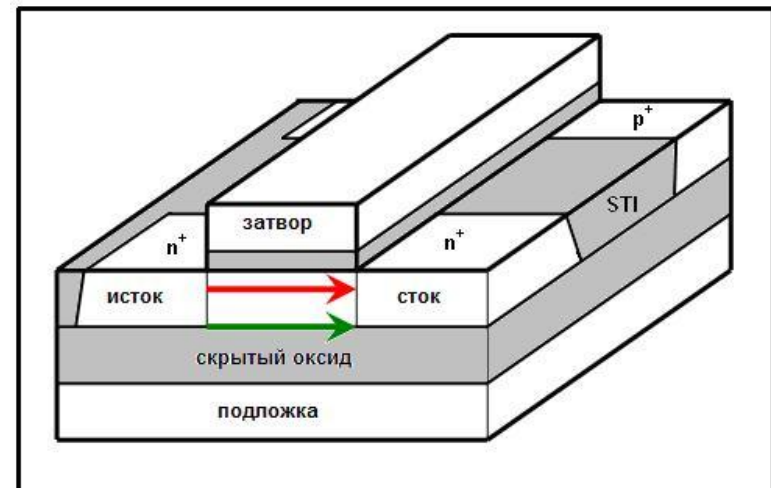 p⁺
STI
затвор
n⁺
n⁺
исток
сток
скрытый оксид
подложка